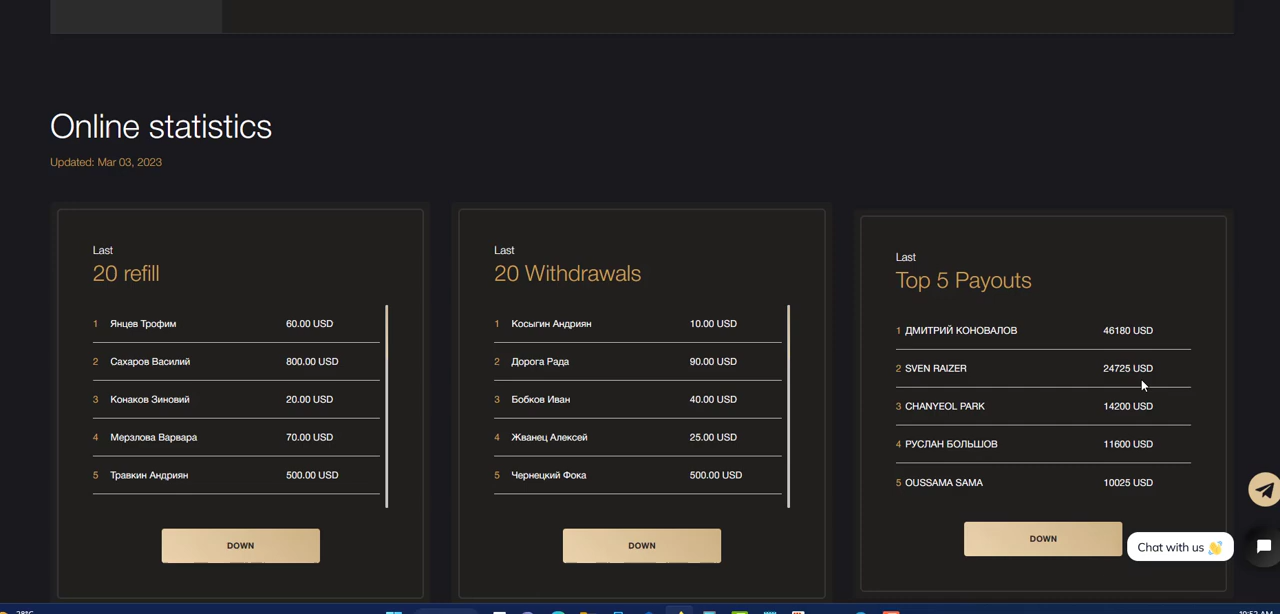 Online statistics
Updated: Mar 03, 2023
Last
20 refill
1 Янцев Трофим 60.00 USD
2 Сахаров Василий 800.00 USD
3 Конаков Зиновий 20.00 USD
4 Мерзлова Варвара 70.00 USD
5 Травкин Андриян 500.00 USD
DOWN
Last
20 Withdrawals
1 Косыгин Андриян 10.00 USD
2 Дорога Рада 90.00 USD
3 Бобков Иван 40.00 USD
4 Жванец Алексей 25.00 USD
5 Чернецкий Фока 500.00 USD
DOWN
Last
Top 5 Payouts
1 ДМИТРИЙ КОНОВАЛОВ 46180 USD
2 SVEN RAIZER 24725 USD
3 CHANYEOL PARK 14200 USD
4 РУСЛАН БОЛЬШОВ 11600 USD
5 OUSSAMA SAMA 10025 USD
DOWN
Chat with us 👋